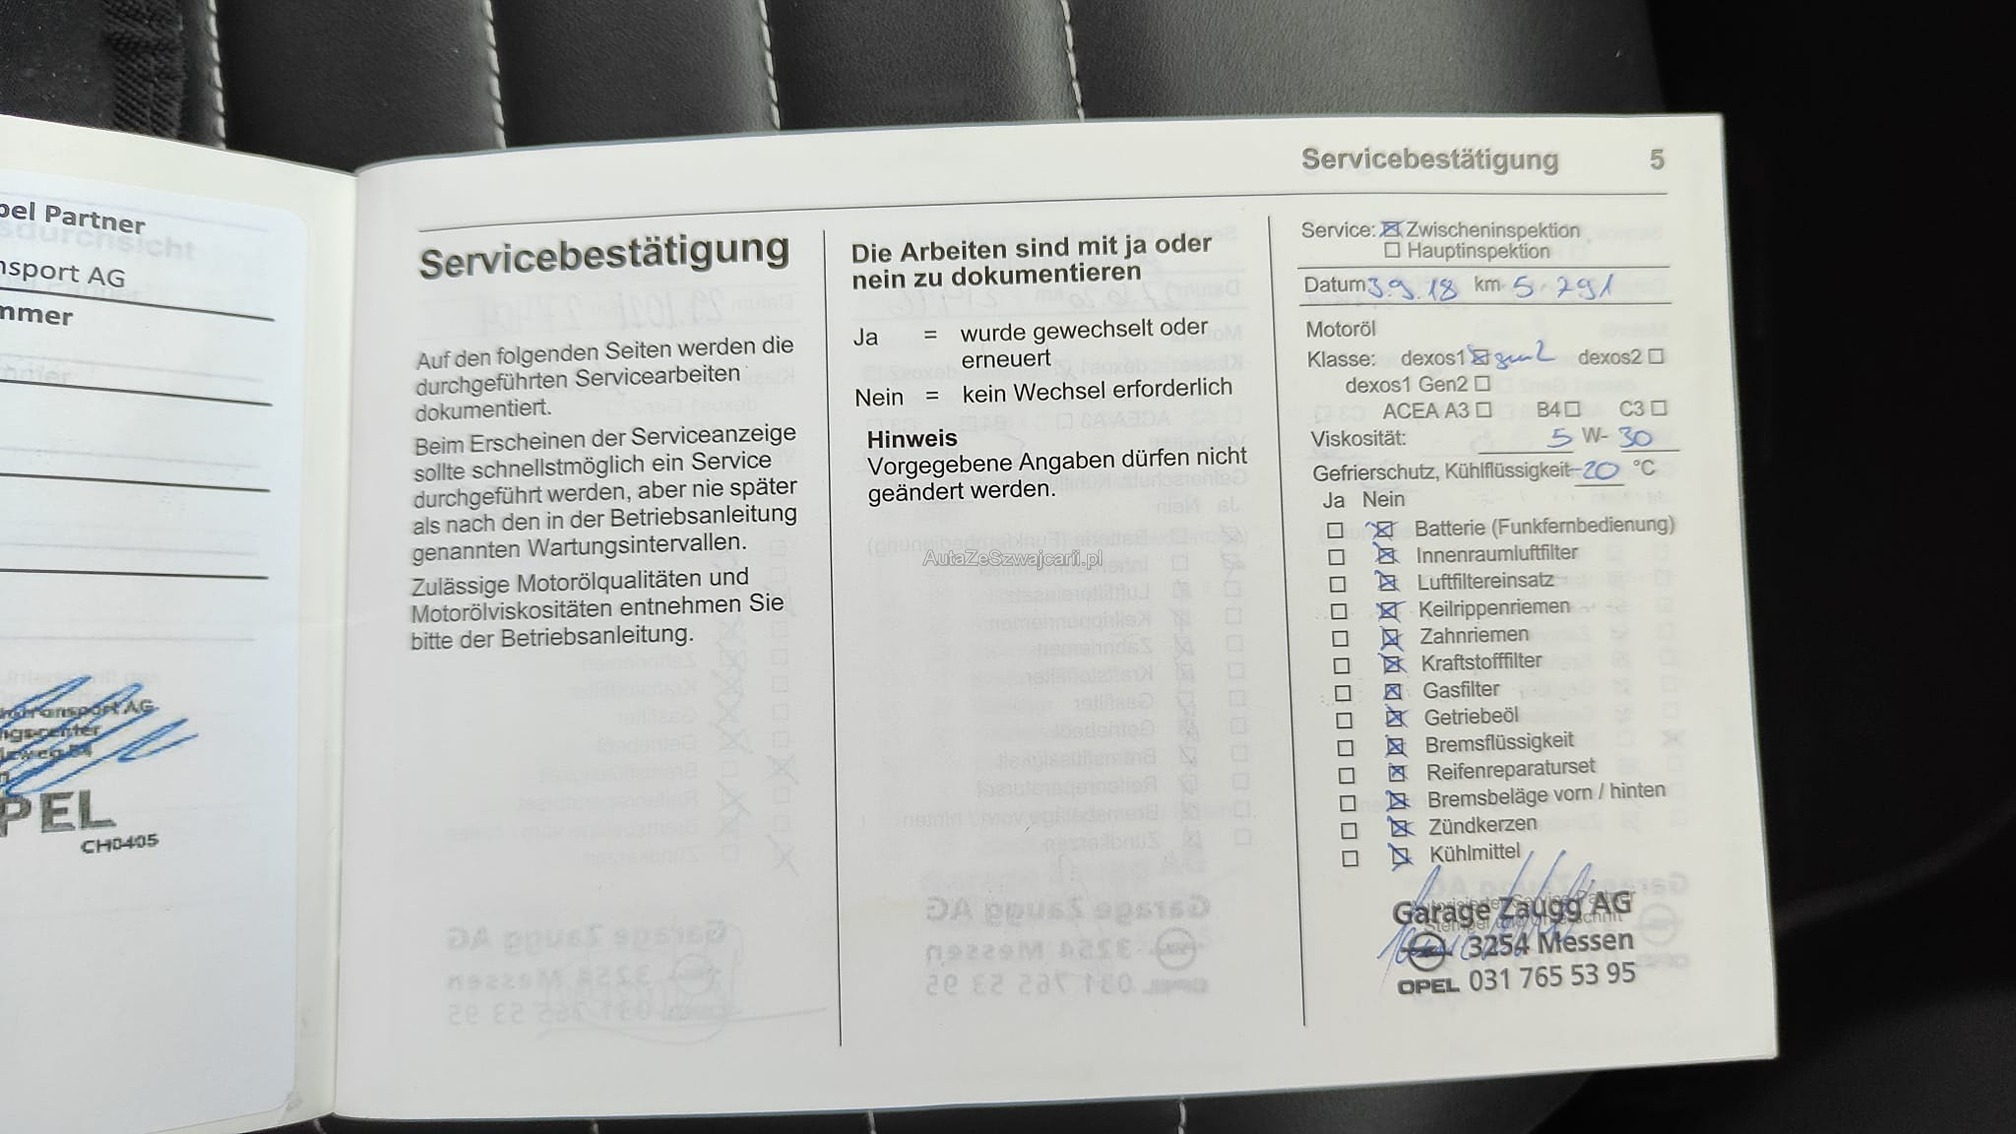 pel Partner
nsport AG
mmer
transport AG
PEL
CH0405
Servicebestätigung 5
Servicebestätigung
Auf den folgenden Seiten werden die
durchgeführten Servicearbeiten
dokumentiert.
Beim Erscheinen der Serviceanzeige
sollte schnellstmöglich ein Service
durchgeführt werden, aber nie später
als nach den in der Betriebsanleitung
genannten Wartungsintervallen.
Zulässige Motorölqualitäten und
Motorölviskositäten entnehmen Sie
bitte der Betriebsanleitung.
Die Arbeiten sind mit ja oder
nein zu dokumentieren
Ja = wurde gewechselt oder
erneuert
Nein = kein Wechsel erforderlich
Hinweis
Vorgegebene Angaben dürfen nicht
geändert werden.
AutaZeSzwajcarii.pl
Service: Zwischeninspektion
Hauptinspektion
Datum 3.9.18 km 5.291
Motoröl
Klasse: dexos1 gen2 dexos2
dexos1 Gen2
ACEA A3 B4 C3
Viskosität: 5 W- 30
Gefrierschutz, Kühlflüssigkeit -20 °C
Ja Nein
Batterie (Funkfernbedienung)
Innenraumluftfilter
Luftfiltereinsatz
Keilrippenriemen
Zahnriemen
Kraftstofffilter
Gasfilter
Getriebeöl
Bremsflüssigkeit
Reifenreparaturset
Bremsbeläge vorn / hinten
Zündkerzen
Kühlmittel
Garage Zaugg AG
3254 Messen
OPEL 031 765 53 95